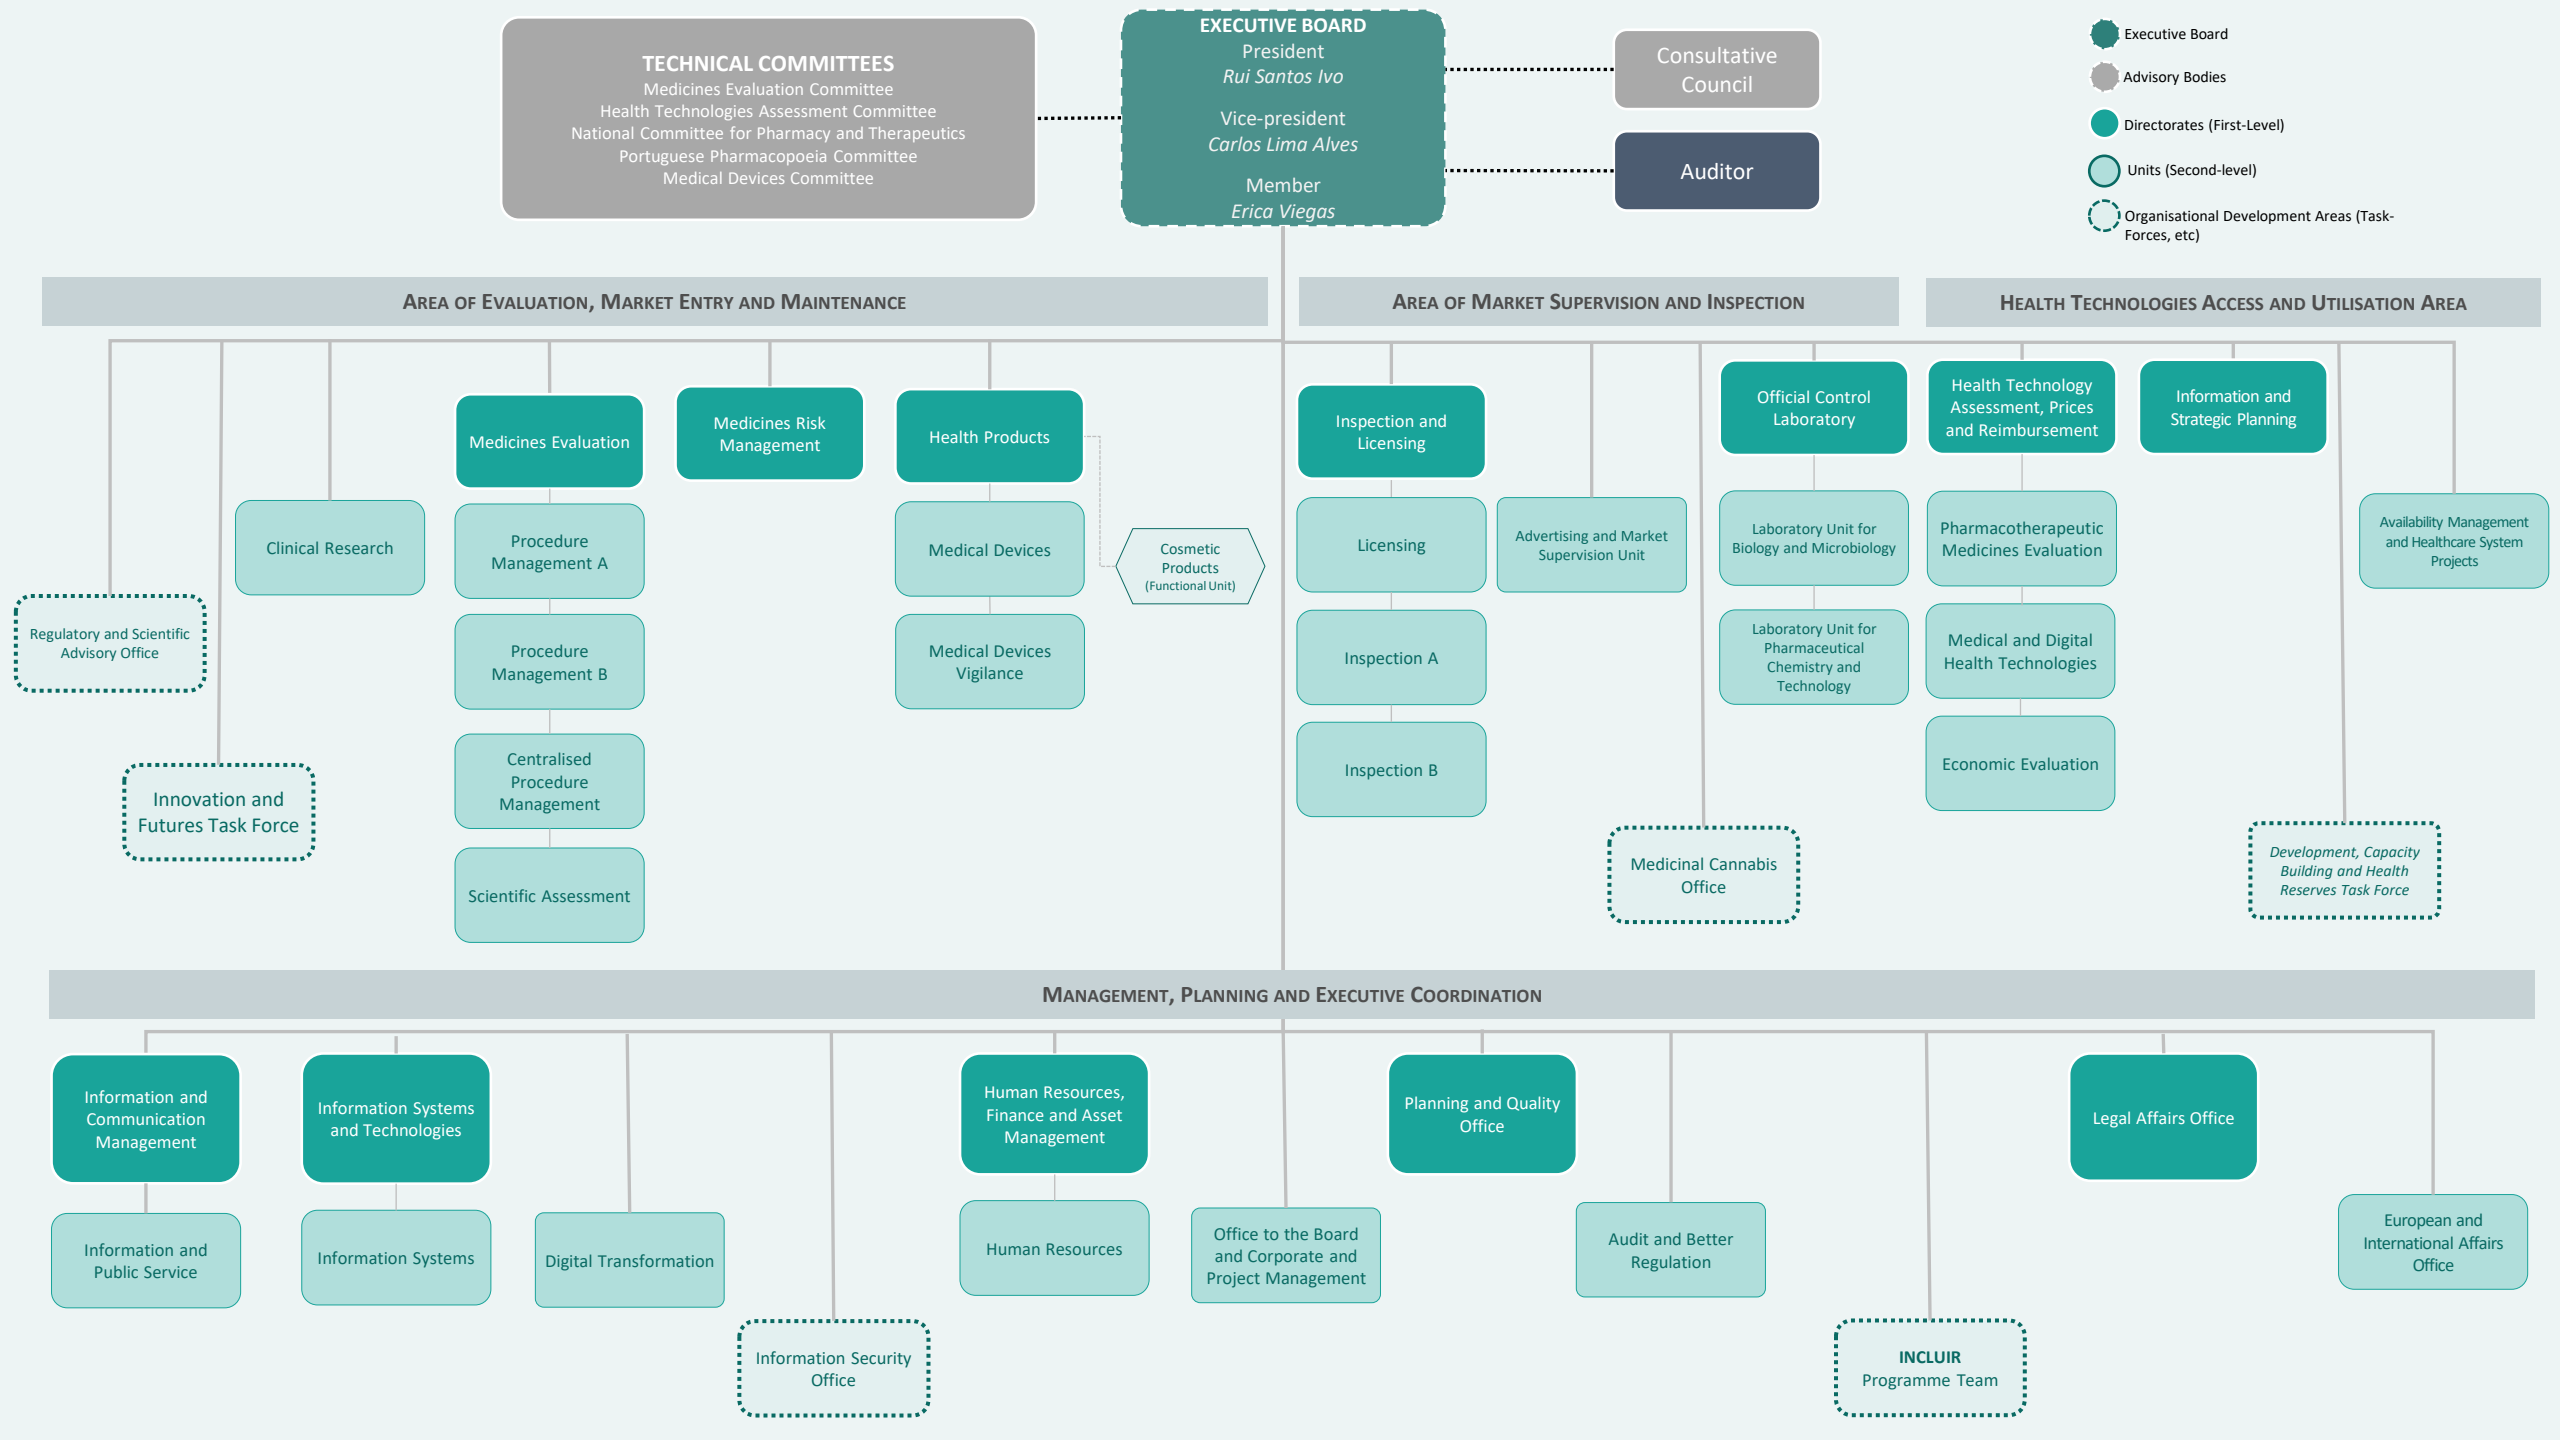 TECHNICAL COMMITTEES
Medicines Evaluation Committee
Health Technologies Assessment Committee
National Committee for Pharmacy and Therapeutics
Portuguese Pharmacopoeia Committee
Medical Devices Committee
EXECUTIVE BOARD
President
Rui Santos Ivo
Vice-president
Carlos Lima Alves
Member
Erica Viegas
Consultative
Council
Auditor
Executive Board
Advisory Bodies
Directorates (First-Level)
Units (Second-level)
Organisational Development Areas (Task-
Forces, etc)
AREA OF EVALUATION, MARKET ENTRY AND MAINTENANCE
AREA OF MARKET SUPERVISION AND INSPECTION
HEALTH TECHNOLOGIES ACCESS AND UTILISATION AREA
Regulatory and Scientific
Advisory Office
Innovation and
Futures Task Force
Clinical Research
Medicines Evaluation
Procedure
Management A
Procedure
Management B
Centralised
Procedure
Management
Scientific Assessment
Medicines Risk
Management
Health Products
Medical Devices
Medical Devices
Vigilance
Cosmetic
Products
(Functional Unit)
Inspection and
Licensing
Licensing
Inspection A
Inspection B
Advertising and Market
Supervision Unit
Medicinal Cannabis
Office
Official Control
Laboratory
Laboratory Unit for
Biology and Microbiology
Laboratory Unit for
Pharmaceutical
Chemistry and
Technology
Health Technology
Assessment, Prices
and Reimbursement
Pharmacotherapeutic
Medicines Evaluation
Medical and Digital
Health Technologies
Economic Evaluation
Information and
Strategic Planning
Development, Capacity
Building and Health
Reserves Task Force
Availability Management
and Healthcare System
Projects
MANAGEMENT, PLANNING AND EXECUTIVE COORDINATION
Information and
Communication
Management
Information and
Public Service
Information Systems
and Technologies
Information Systems
Digital Transformation
Information Security
Office
Human Resources,
Finance and Asset
Management
Human Resources
Office to the Board
and Corporate and
Project Management
Planning and Quality
Office
Audit and Better
Regulation
INCLUIR
Programme Team
Legal Affairs Office
European and
International Affairs
Office